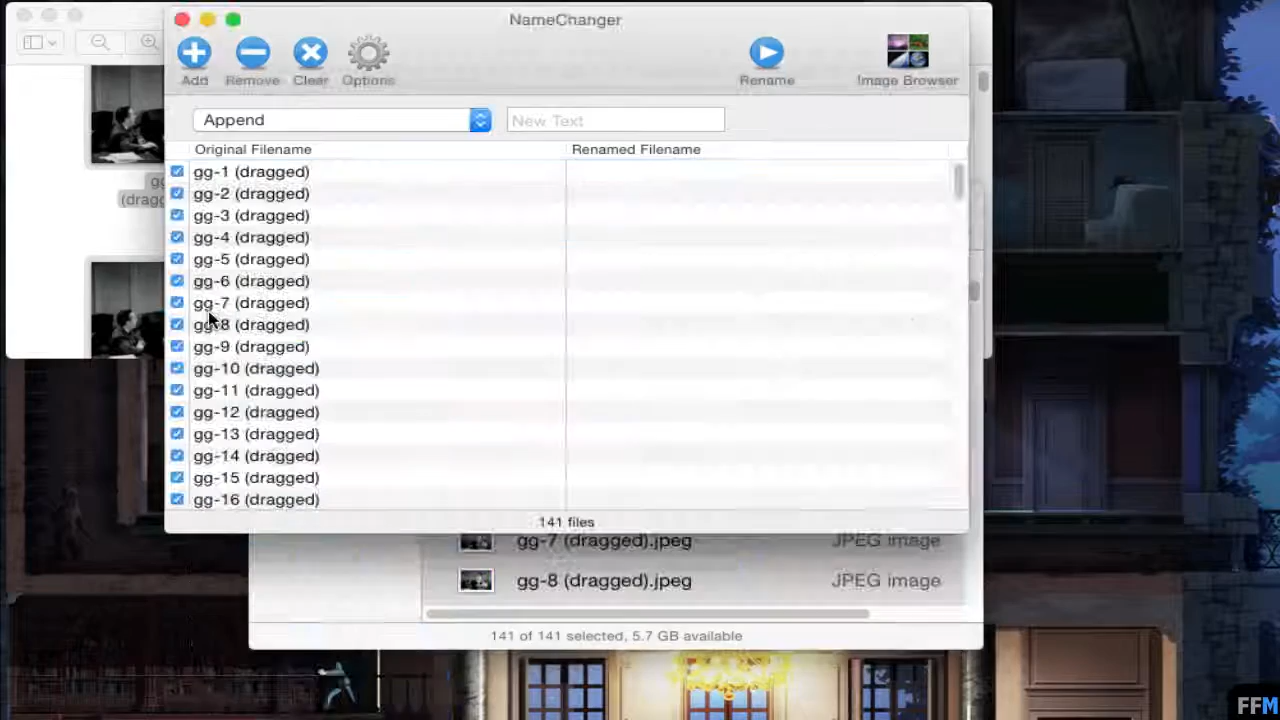 NameChanger
Add Remove Clear Options Rename Image Browser
Append New Text
Original Filename Renamed Filename
gg-1 (dragged)
gg-2 (dragged)
gg-3 (dragged)
gg-4 (dragged)
gg-5 (dragged)
gg-6 (dragged)
gg-7 (dragged)
gg-8 (dragged)
gg-9 (dragged)
gg-10 (dragged)
gg-11 (dragged)
gg-12 (dragged)
gg-13 (dragged)
gg-14 (dragged)
gg-15 (dragged)
gg-16 (dragged)
141 files
gg
(drag
gg-7 (dragged).jpeg JPEG image
gg-8 (dragged).jpeg JPEG image
141 of 141 selected, 5.7 GB available
FFM